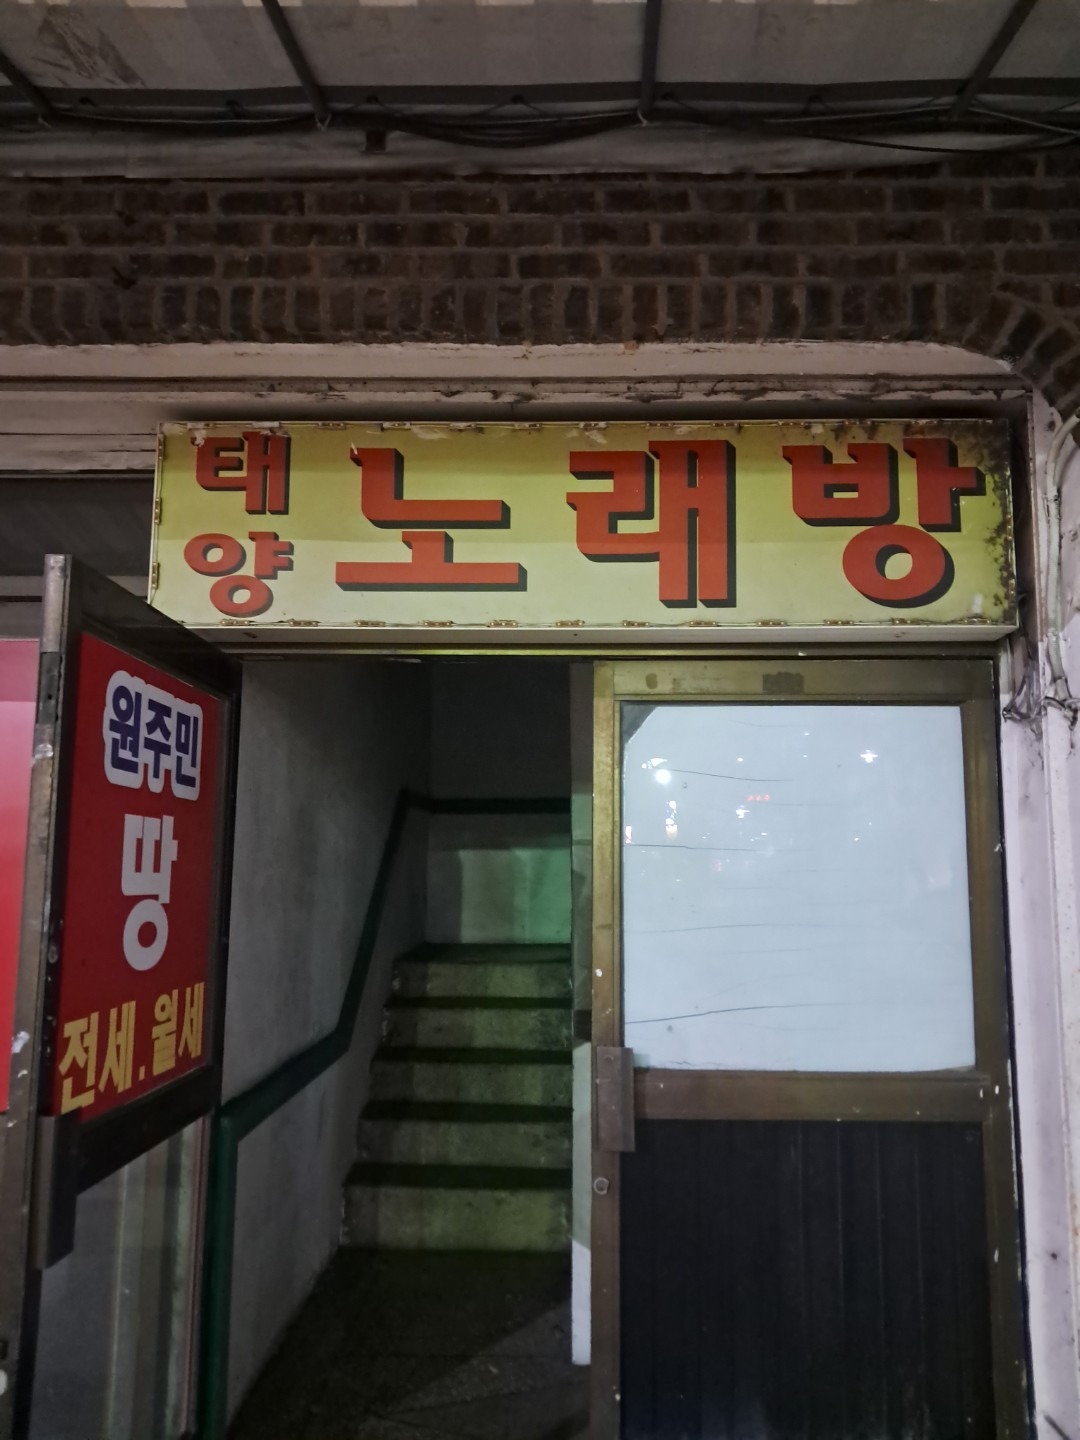 태양 노래방
원주민
땅
전세.월세